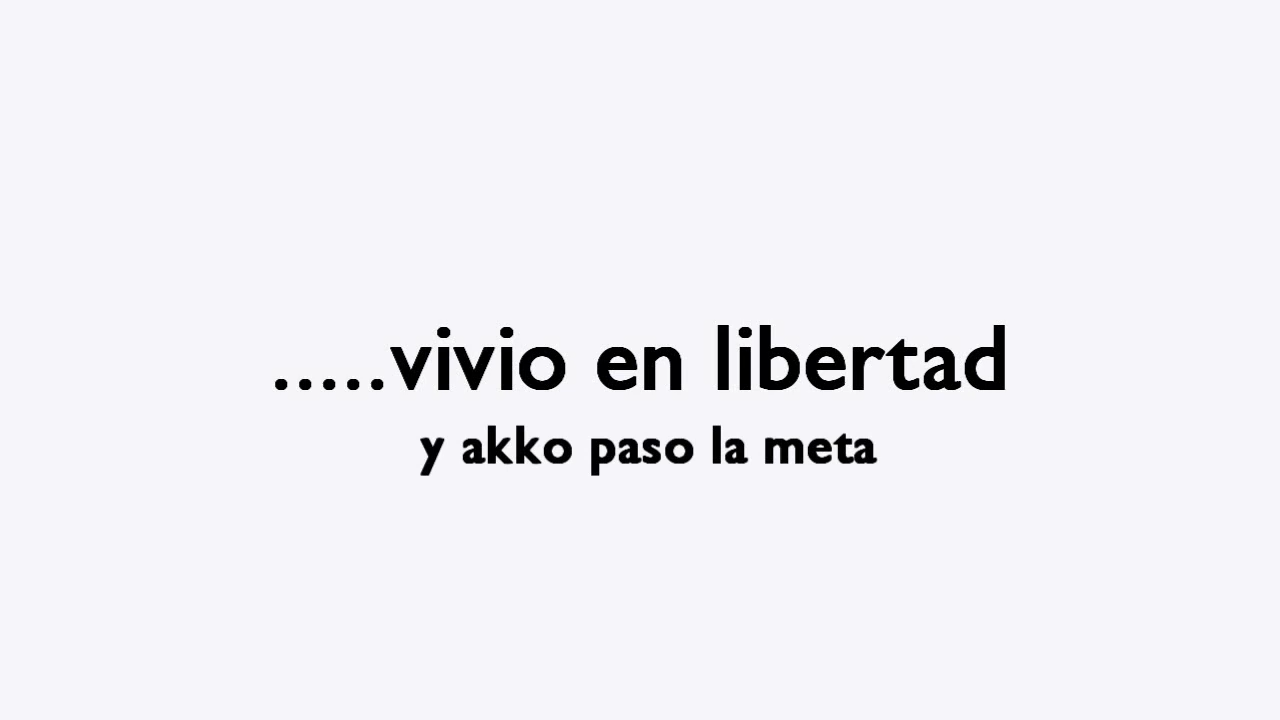 .....vivio en libertad
y akko paso la meta